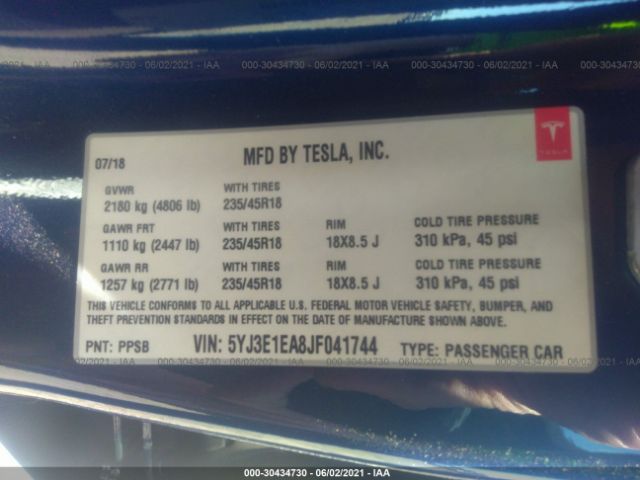 000-30434730 - 06/02/2021 - IAA
07/18 MFD BY TESLA, INC. TESLA
GVWR WITH TIRES
2180 kg (4806 lb) 235/45R18
GAWR FRT WITH TIRES RIM COLD TIRE PRESSURE
1110 kg (2447 lb) 235/45R18 18X8.5 J 310 kPa, 45 psi
GAWR RR WITH TIRES RIM COLD TIRE PRESSURE
1257 kg (2771 lb) 235/45R18 18X8.5 J 310 kPa, 45 psi
THIS VEHICLE CONFORMS TO ALL APPLICABLE U.S. FEDERAL MOTOR VEHICLE SAFETY, BUMPER, AND
THEFT PREVENTION STANDARDS IN EFFECT ON THE DATE OF MANUFACTURE SHOWN ABOVE.
PNT: PPSB VIN: 5YJ3E1EA8JF041744 TYPE: PASSENGER CAR
000-30434730 - 06/02/2021 - IAA